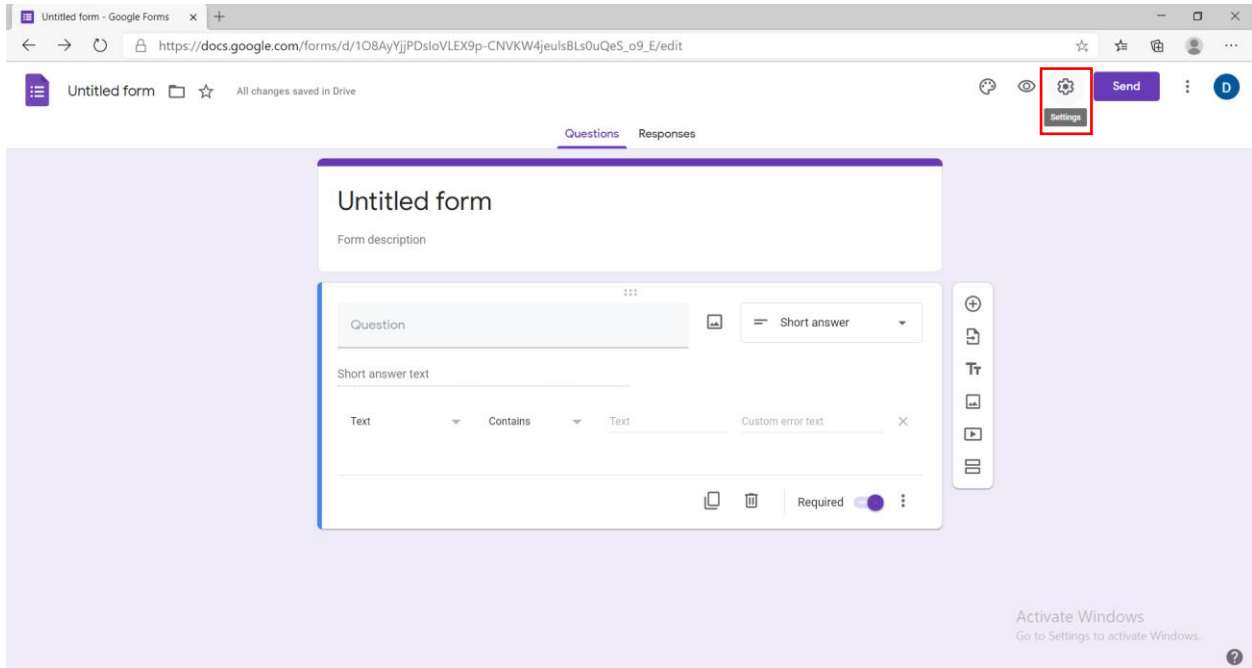 Untitled form - Google Forms
https://docs.google.com/forms/d/1O8AyYjjPDsIoVLEX9p-CNVKW4jeulsBLs0uQeS_o9_E/edit
Untitled form All changes saved in Drive Send D
Settings
Questions Responses
Untitled form
Form description
Question Short answer
Short answer text
Text Contains Text Custom error text
Required
Activate Windows
Go to Settings to activate Windows.